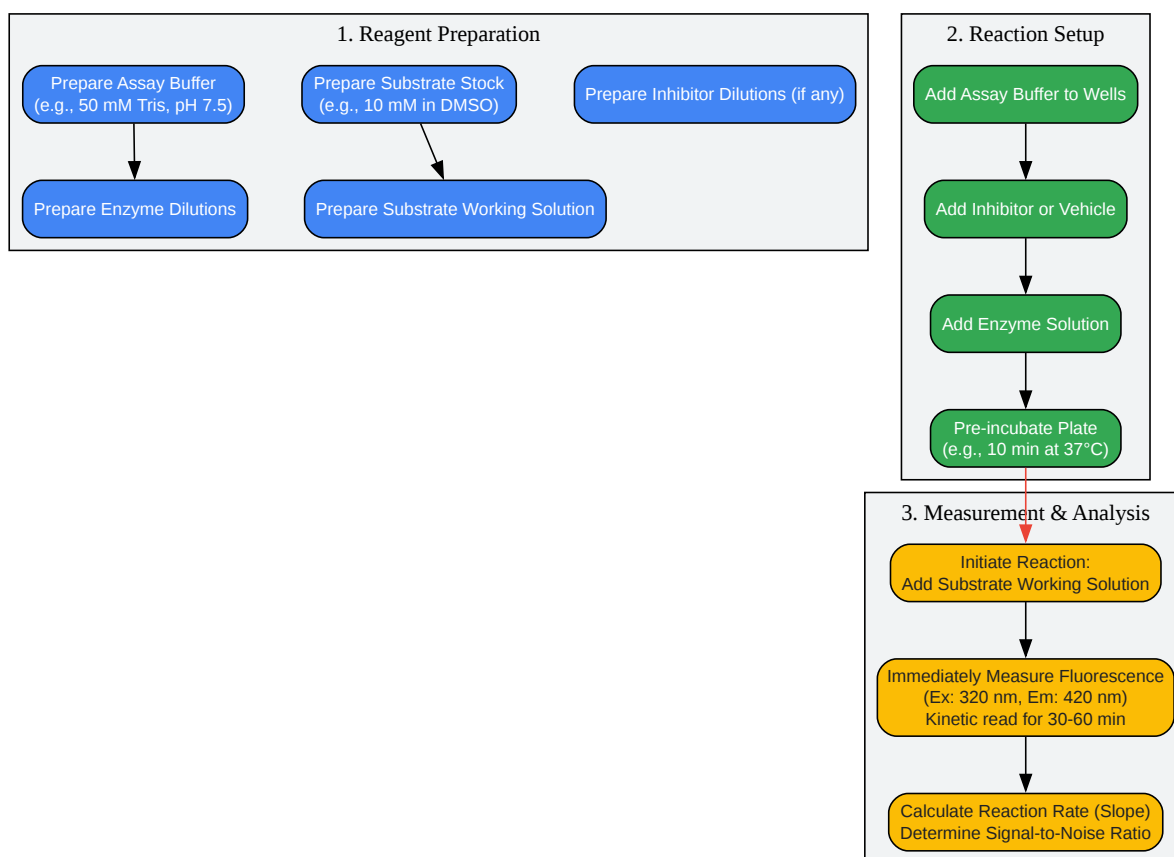 1. Reagent Preparation
Prepare Assay Buffer
(e.g., 50 mM Tris, pH 7.5)
Prepare Substrate Stock
(e.g., 10 mM in DMSO)
Prepare Inhibitor Dilutions (if any)
Prepare Enzyme Dilutions
Prepare Substrate Working Solution
2. Reaction Setup
Add Assay Buffer to Wells
Add Inhibitor or Vehicle
Add Enzyme Solution
Pre-incubate Plate
(e.g., 10 min at 37°C)
3. Measurement & Analysis
Initiate Reaction:
Add Substrate Working Solution
Immediately Measure Fluorescence
(Ex: 320 nm, Em: 420 nm)
Kinetic read for 30-60 min
Calculate Reaction Rate (Slope)
Determine Signal-to-Noise Ratio